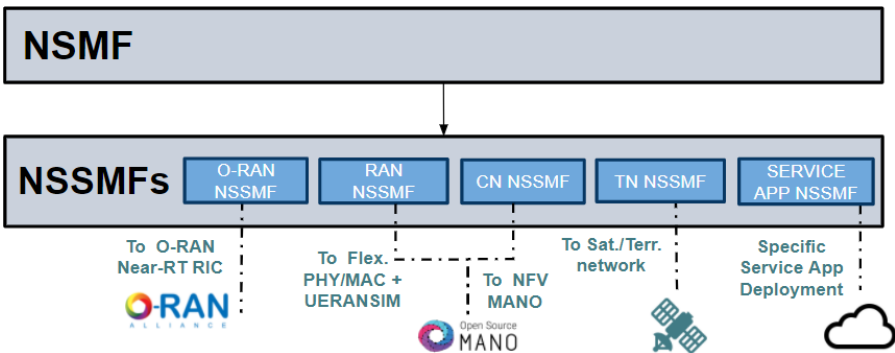 NSMF
NSSMFs
O-RAN
NSSMF
RAN
NSSMF
CN NSSMF
TN NSSMF
SERVICE
APP NSSMF
To O-RAN
Near-RT RIC
To Flex.
PHY/MAC +
UERANSIM
To NFV
MANO
To Sat./Terr.
network
Specific
Service App
Deployment
O-RAN
ALLIANCE
Open Source
MANO